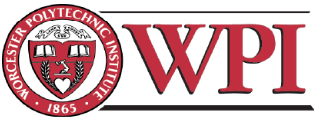 WORCESTER POLYTECHNIC INSTITUTE
· 1865 ·
WPI